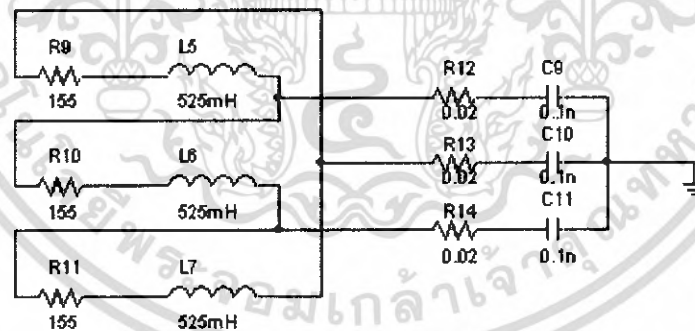 R9 L5
155 525mH
R10 L6
155 525mH
R11 L7
155 525mH
R12 C9
0.02 0.1n
R13 C10
0.02 0.1n
R14 C11
0.02 0.1n